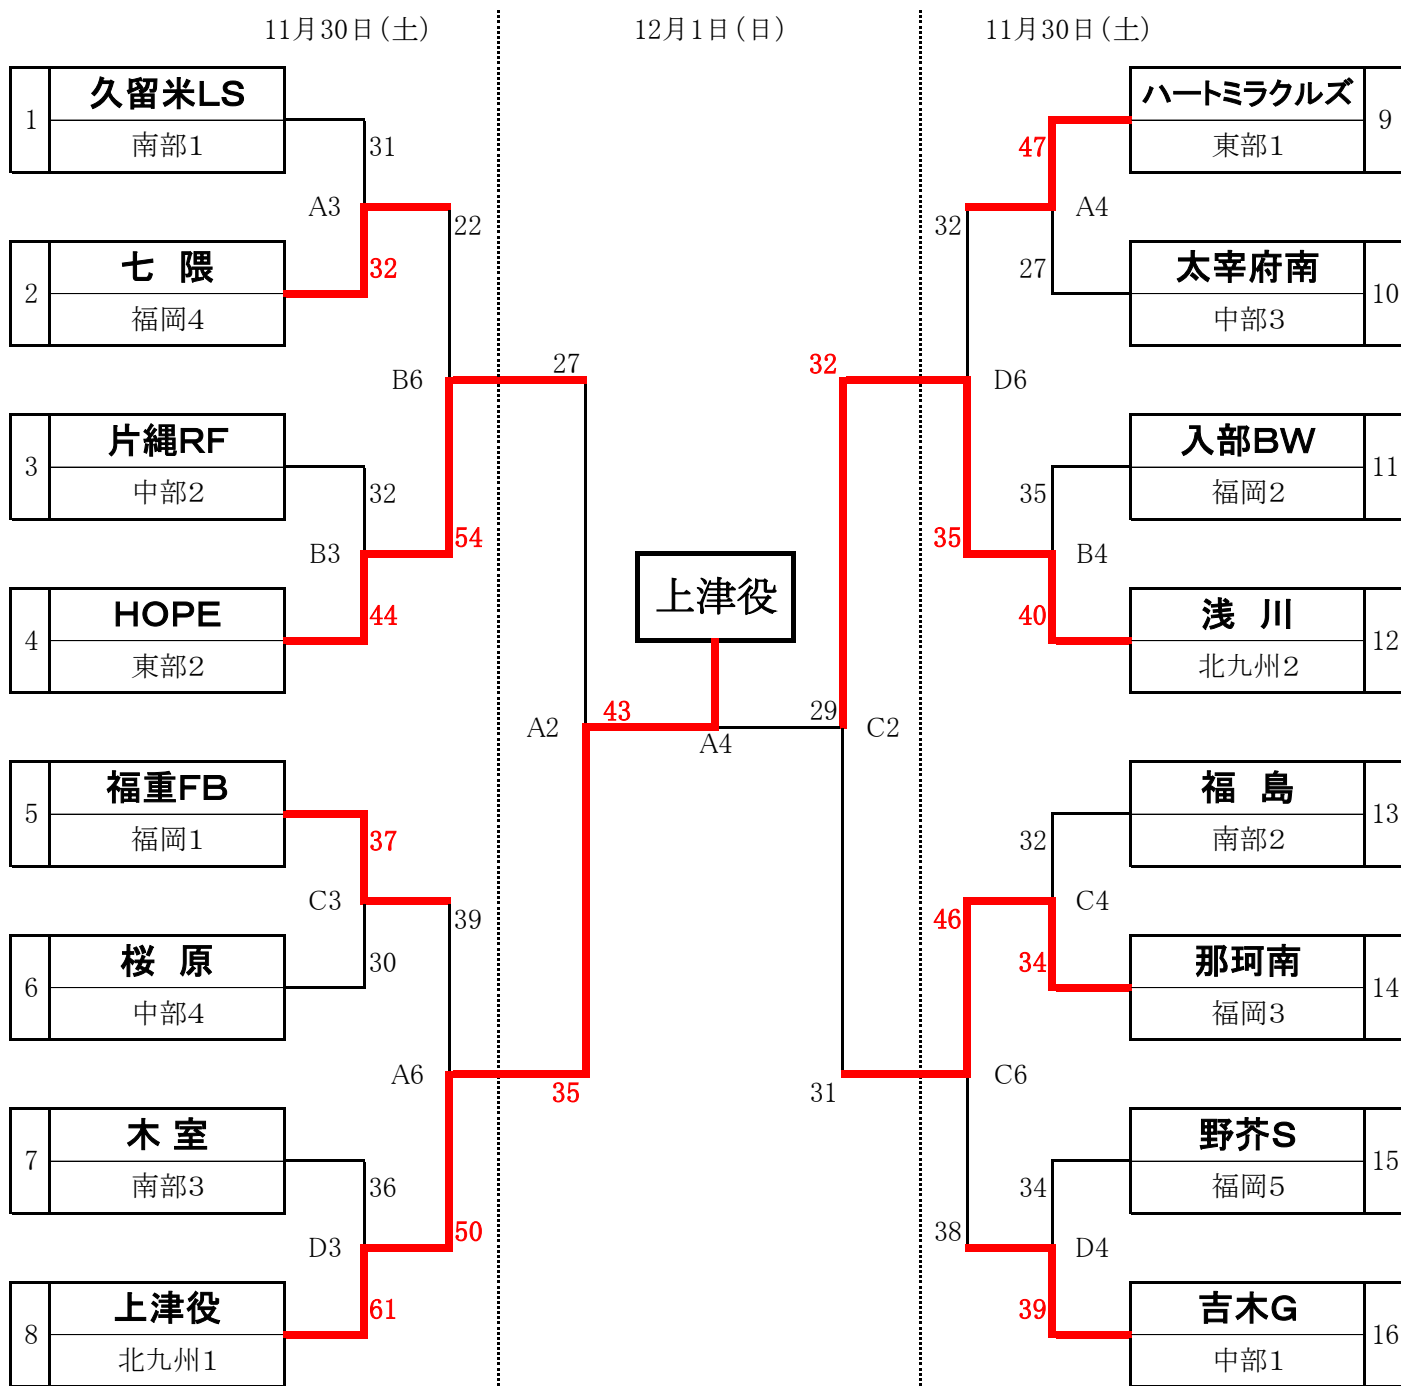 11月30日(土)
12月1日(日)
11月30日(土)
1
久留米LS
南部1
31
A3
22
2
七 隈
福岡4
32
B6
27
3
片縄RF
中部2
32
B3
54
4
HOPE
東部2
44
A2
43
上津役
A4
5
福重FB
福岡1
37
C3
39
6
桜 原
中部4
30
A6
35
7
木 室
南部3
36
D3
50
8
上津役
北九州1
61
ハートミラクルズ
東部1
9
47
32
A4
太宰府南
中部3
10
27
32
D6
入部BW
福岡2
11
35
35
B4
浅 川
北九州2
12
40
29
C2
福 島
南部2
13
32
46
C4
那珂南
福岡3
14
34
31
C6
野芥S
福岡5
15
34
38
D4
吉木G
中部1
16
39